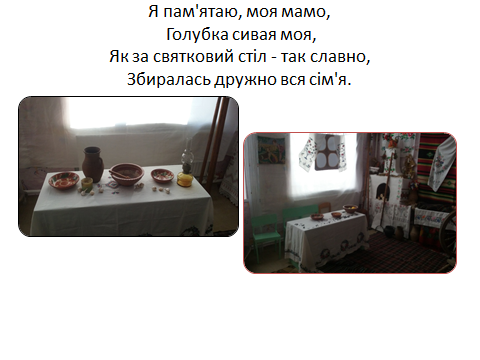 Я пам'ятаю, моя мамо,
Голубка сивая моя,
Як за святковий стіл - так славно,
Збиралась дружно вся сім'я.